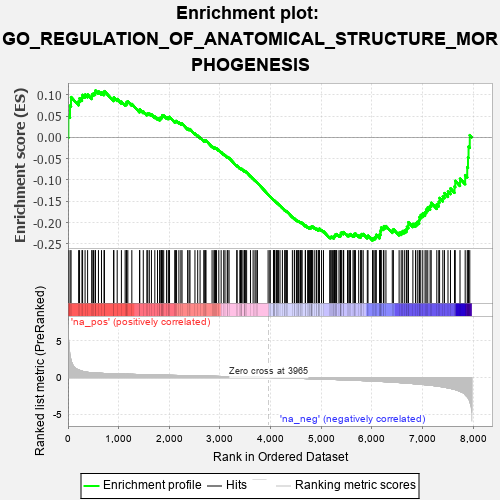 Enrichment plot:
GO_REGULATION_OF_ANATOMICAL_STRUCTURE_MOR
PHOGENESIS
Enrichment score (ES)
0.10
0.05
0.00
-0.05
-0.10
-0.15
-0.20
-0.25
'na_pos' (positively correlated)
Ranked list metric (PreRanked)
5
0
-5
Zero cross at 3965
'na_neg' (negatively correlated)
0
1,000
2,000
3,000
4,000
5,000
6,000
7,000
8,000
Rank in Ordered Dataset
Enrichment profile
Hits
Ranking metric scores